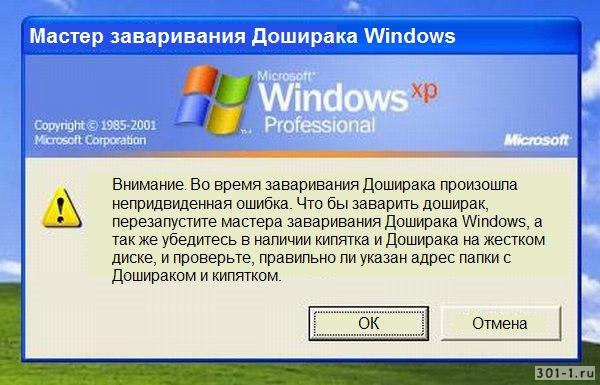 Мастер заваривания Доширака Windows
Microsoft®
Windows xp
Professional
Copyright © 1985-2001
Microsoft Corporation
Microsoft®
Внимание. Во время заваривания Доширака произошла
непридвиденная ошибка. Что бы заварить доширак,
перезапустите мастера заваривания Доширака Windows, а
так же убедитесь в наличии кипятка и Доширака на жестком
диске, и проверьте, правильно ли указан адрес папки с
Дошираком и кипятком.
ОК
Отмена
301-1.ru